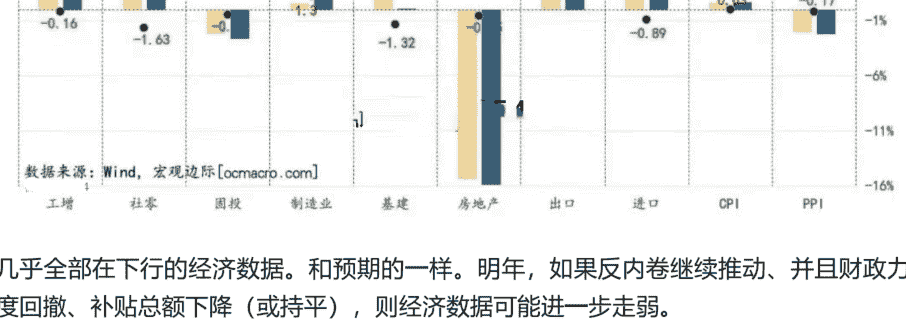 -0.16
-1.63
1.3
-1.32
-0.89
-1%
-6%
-11%
数据来源：Wind, 宏观边际[ocmacro.com]
-16%
工增 社零 固投 制造业 基建 房地产 出口 进口 CPI PPI
几乎全部在下行的经济数据。和预期的一样。明年，如果反内卷继续推动、并且财政力
度回撤、补贴总额下降（或持平），则经济数据可能进一步走弱。